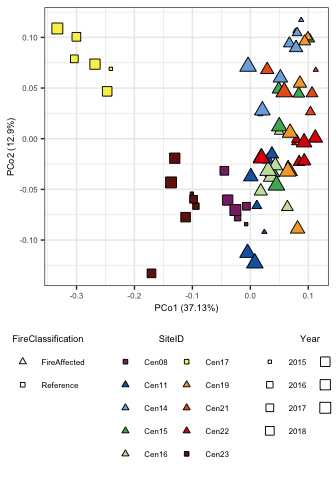 0.10
0.05
0.00
-0.05
-0.10
PCo2 (12.9%)
-0.3
-0.2
-0.1
0.0
0.1
PCo1 (37.13%)
FireClassification
FireAffected
Reference
SiteID
Cen08
Cen11
Cen14
Cen15
Cen16
Cen17
Cen19
Cen21
Cen22
Cen23
Year
2015
2016
2017
2018